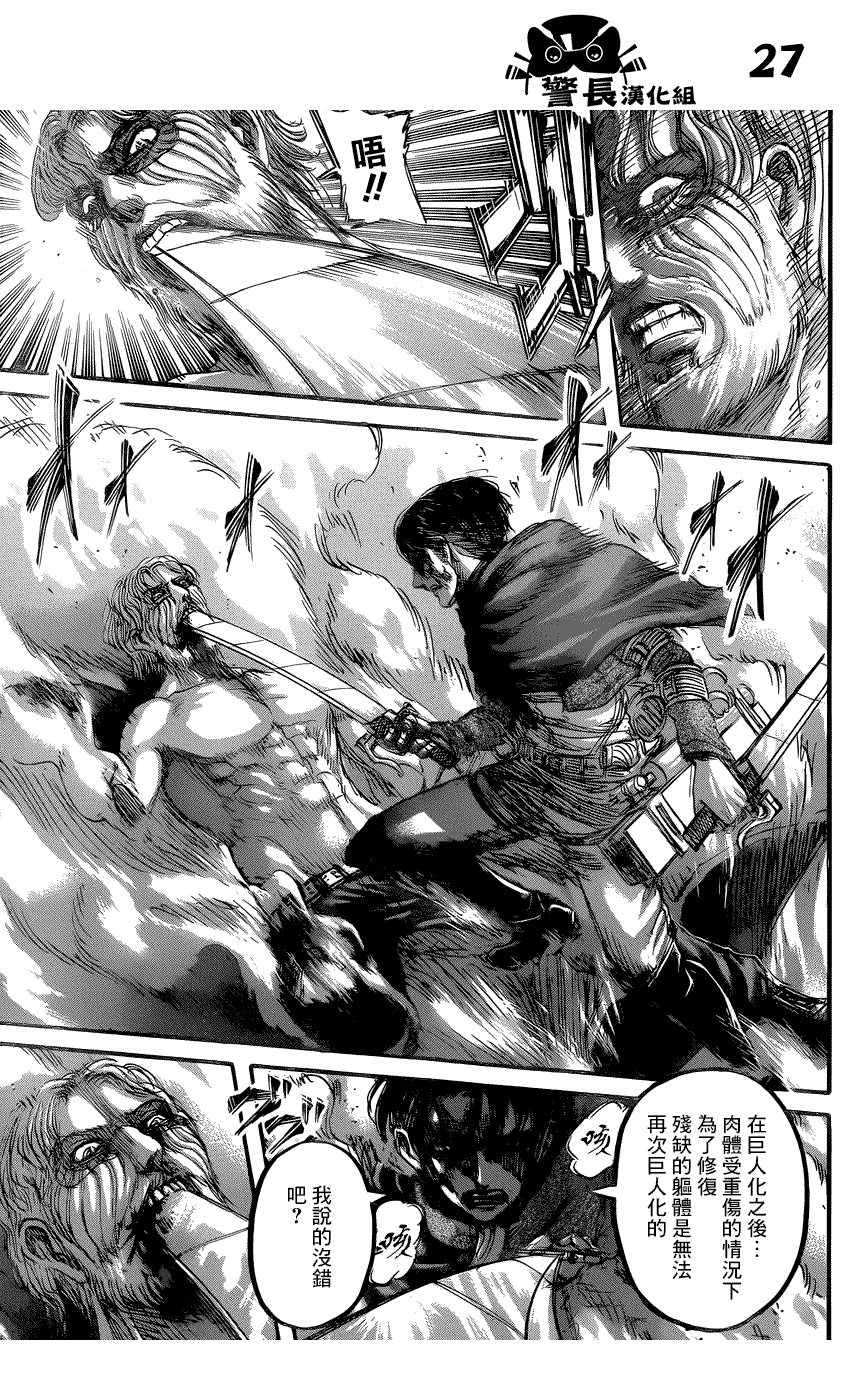 警長漢化組
27
唔!!
在巨人化之後…
肉體受重傷的情況下
為了修復
殘缺的軀體是無法
再次巨人化的
咳
咳
我說的沒錯
吧?